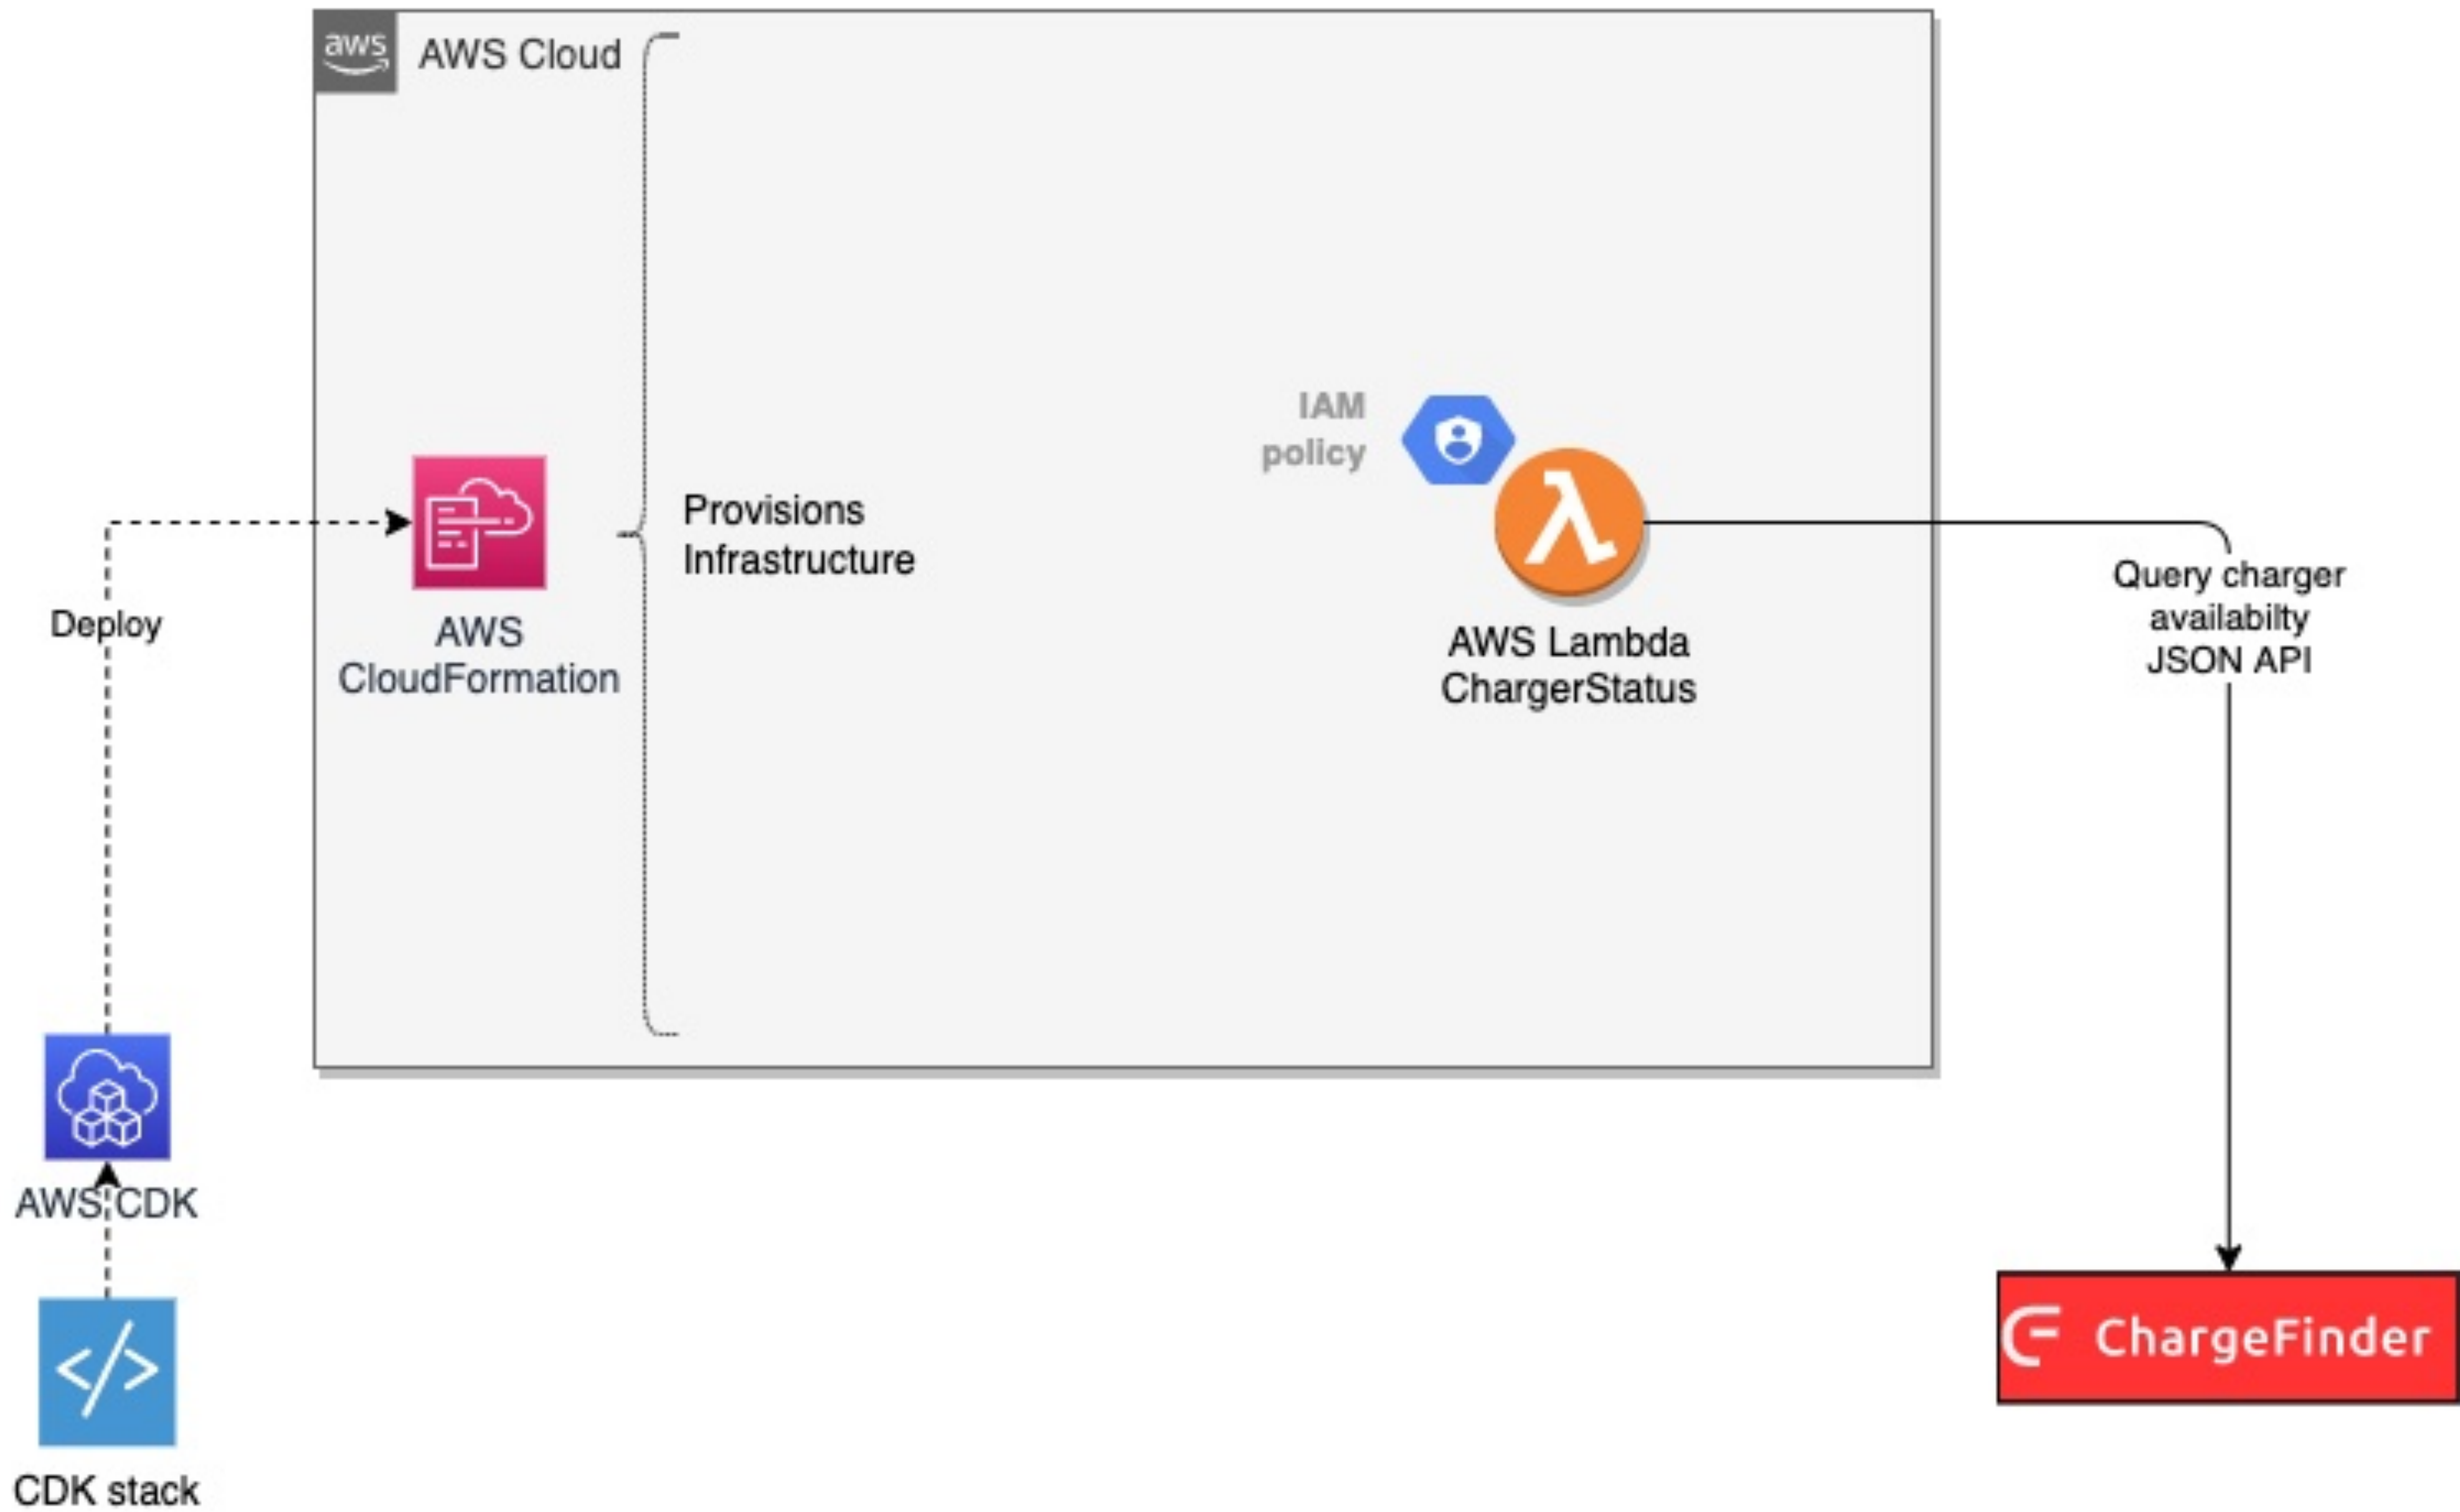 aws
AWS Cloud
IAM
policy
Provisions
Infrastructure
AWS
CloudFormation
AWS Lambda
ChargerStatus
Query charger
availabilty
JSON API
Deploy
AWS CDK
ChargeFinder
CDK stack